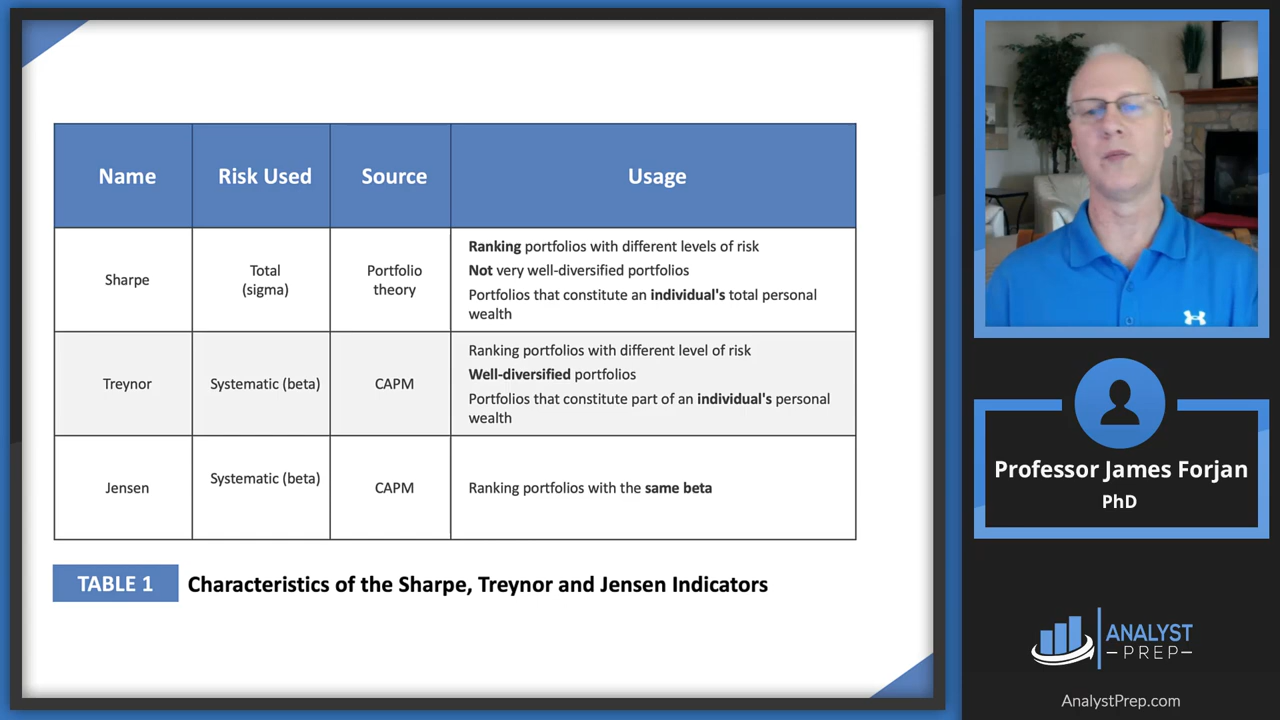 Name
Risk Used
Source
Usage
Sharpe
Total
(sigma)
Portfolio
theory
Ranking portfolios with different levels of risk
Not very well-diversified portfolios
Portfolios that constitute an individual's total personal
wealth
Treynor
Systematic (beta)
CAPM
Ranking portfolios with different level of risk
Well-diversified portfolios
Portfolios that constitute part of an individual's personal
wealth
Jensen
Systematic (beta)
CAPM
Ranking portfolios with the same beta
TABLE 1
Characteristics of the Sharpe, Treynor and Jensen Indicators
Professor James Forjan
PhD
ANALYST
PREP
AnalystPrep.com